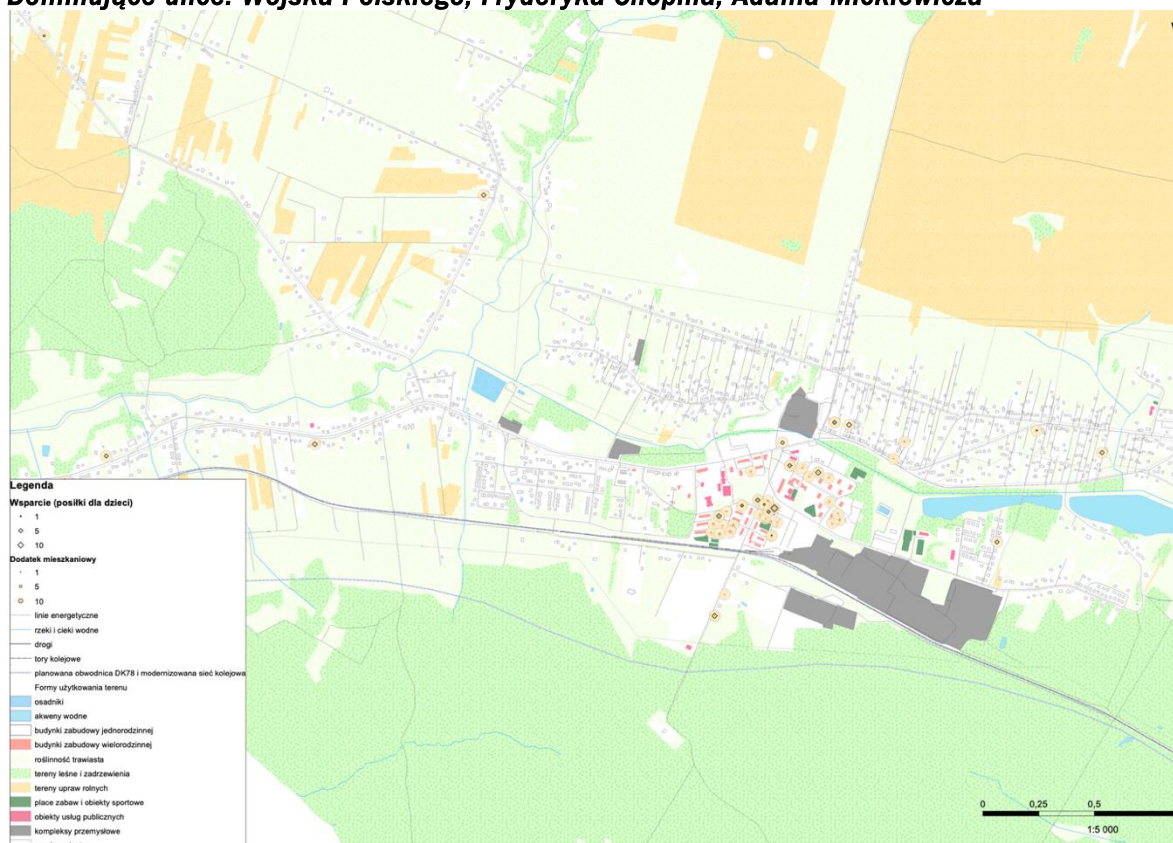 Dominujące ulice: Wojska Polskiego, Fryderyka Chopina, Adama Mickiewicza
Legenda
Wsparcie (posiłki dla dzieci)
1
5
10
Dodatek mieszkaniowy
1
5
10
linie energetyczne
rzeki i cieki wodne
drogi
tory kolejowe
planowana obwodnica DK78 i modernizowana sieć kolejowa
Formy użytkowania terenu
osadniki
akweny wodne
budynki zabudowy jednorodzinnej
budynki zabudowy wielorodzinnej
roślinność trawiasta
tereny leśne i zadrzewienia
tereny upraw rolnych
place zabaw i obiekty sportowe
obiekty usług publicznych
kompleksy przemysłowe
0 0,25 0,5
1:5 000